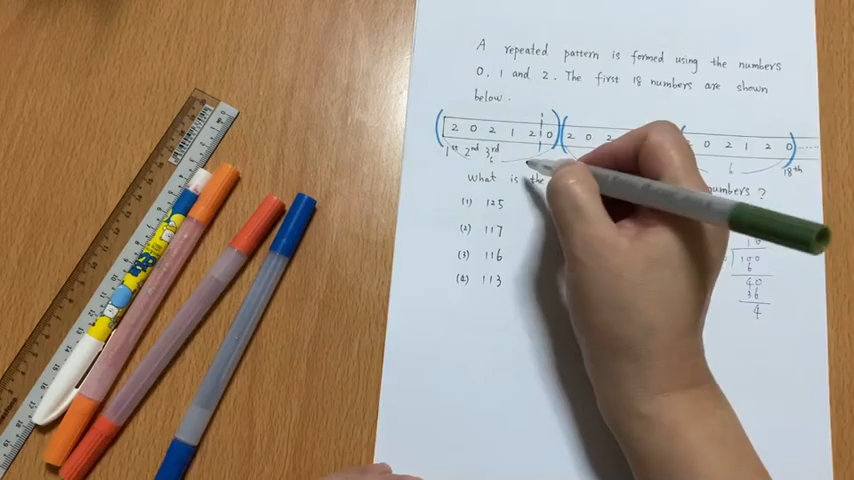 A repeated pattern is formed using the numbers
0, 1 and 2. The first 18 numbers are shown
below.
2 0 2 1 2 0 2 0 2 0 2 1 2 0 ......
1st 2nd 3rd 18th
6 6
What is the numbers ?
(1) 125
(2) 117
(3) 116
(4) 113
100
6
40
36
4